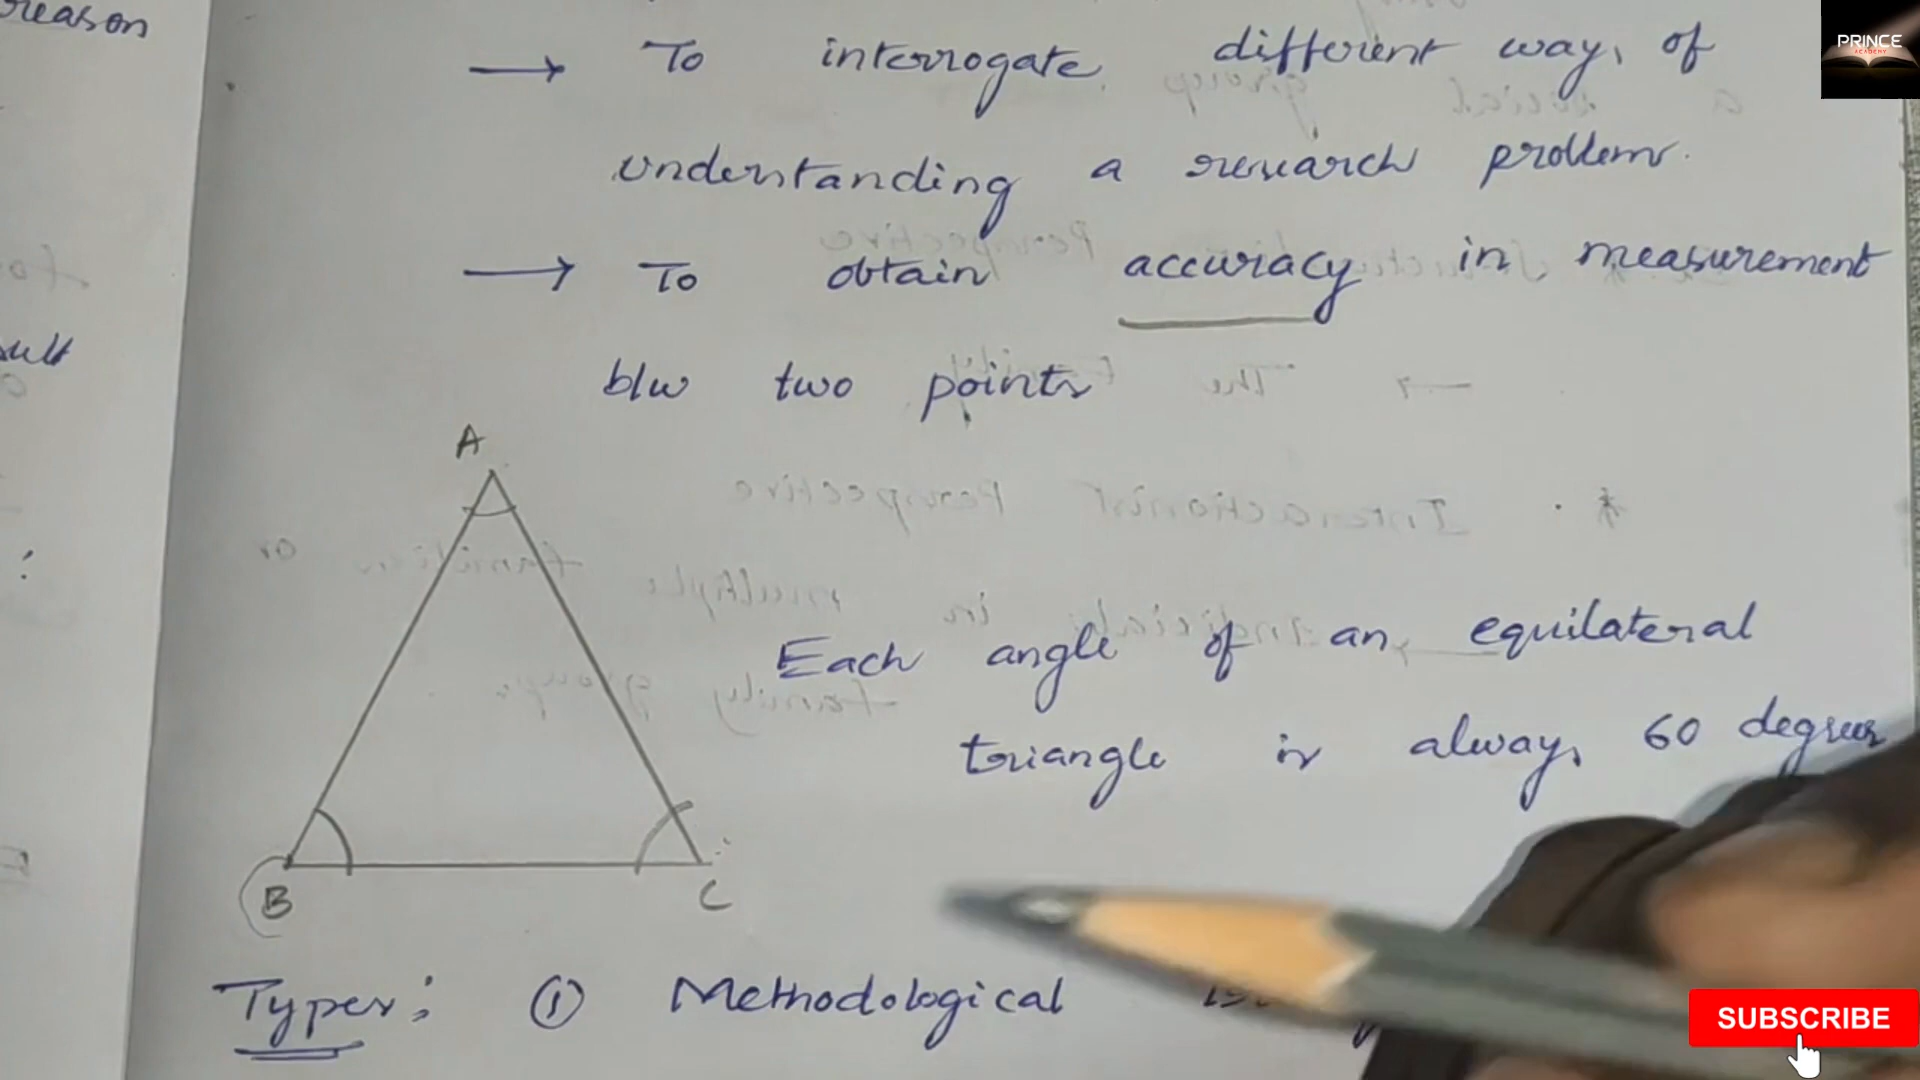 reason
→ To interrogate different ways of
understanding a research problem.
→ To obtain accuracy in measurement
b/w two points
A
Each angle of an equilateral
triangle is always 60 degrees
B
C
Types: ① Methodological
PRINCE
ACADEMY
SUBSCRIBE